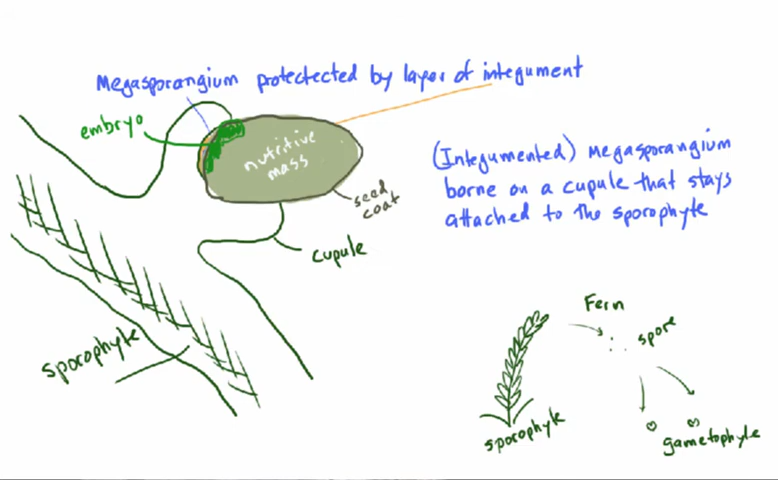 Megasporangium protectected by layer of integument
embryo
nutritive
mass
seed
coat
cupule
sporophyte
(Integumented) Megasporangium
borne on a cupule that stays
attached to the sporophyte
Fern
spore
sporophyte
gametophyte